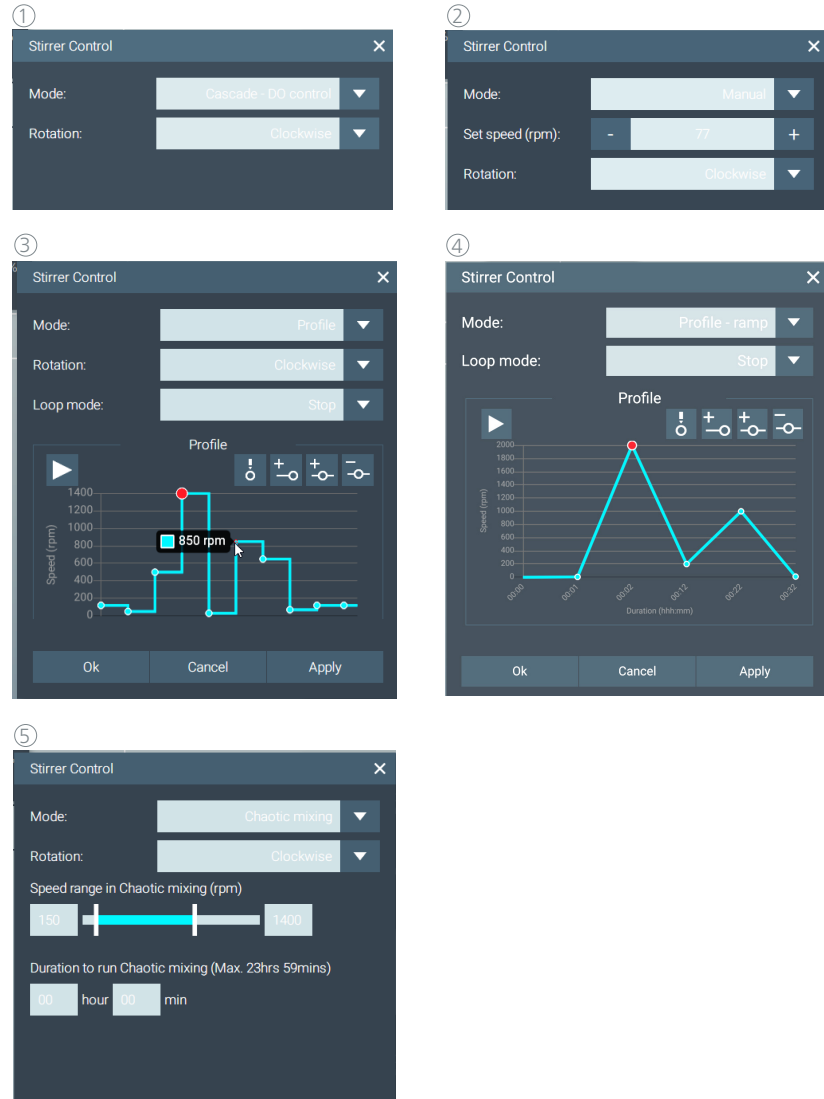 ①
Stirrer Control
Mode: Cascade - DO control
Rotation: Clockwise
②
Stirrer Control
Mode: Manual
Set speed (rpm): - 77 +
Rotation: Clockwise
③
Stirrer Control
Mode: Profile
Rotation: Clockwise
Loop mode: Stop
Profile
1400
1200
1000
800
600
400
200
0
Speed (rpm)
850 rpm
Ok Cancel Apply
④
Stirrer Control
Mode: Profile - ramp
Loop mode: Stop
Profile
2000
1800
1600
1400
1200
1000
800
600
400
200
0
Speed (rpm)
00:00 00:01 00:02 00:12 00:22 00:32
Duration (hhh:mm)
Ok Cancel Apply
⑤
Stirrer Control
Mode: Chaotic mixing
Rotation: Clockwise
Speed range in Chaotic mixing (rpm)
150 1400
Duration to run Chaotic mixing (Max. 23hrs 59mins)
00 hour 00 min